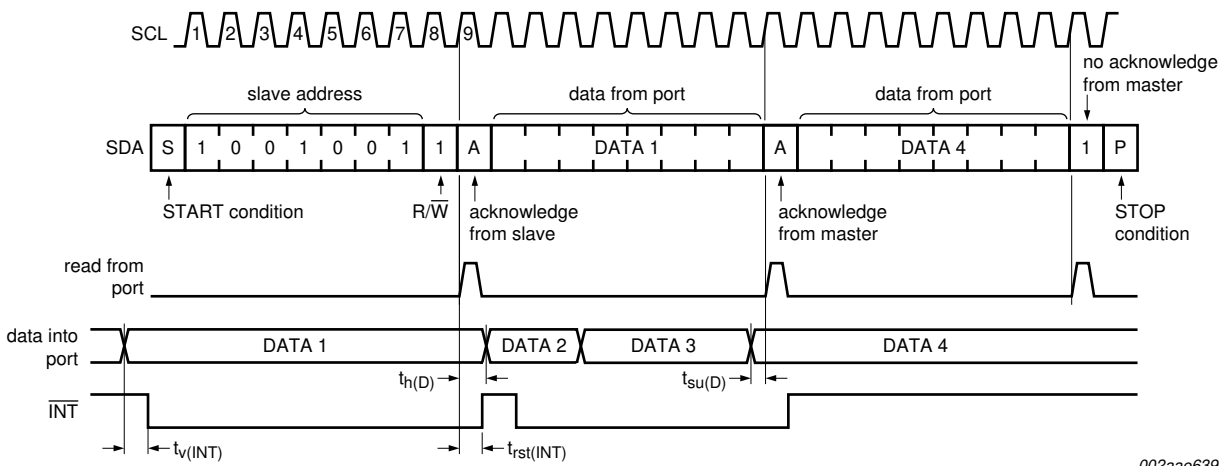 SCL 1 2 3 4 5 6 7 8 9
no acknowledge
from master
slave address data from port data from port
SDA S 1 0 0 1 0 0 1 1 A DATA 1 A DATA 4 1 P
START condition R/W̅ acknowledge
from slave
acknowledge
from master
STOP
condition
read from
port
data into
port
DATA 1 DATA 2 DATA 3 DATA 4
th(D) tsu(D)
I̅N̅T̅
tv(INT) trst(INT)
002aae639